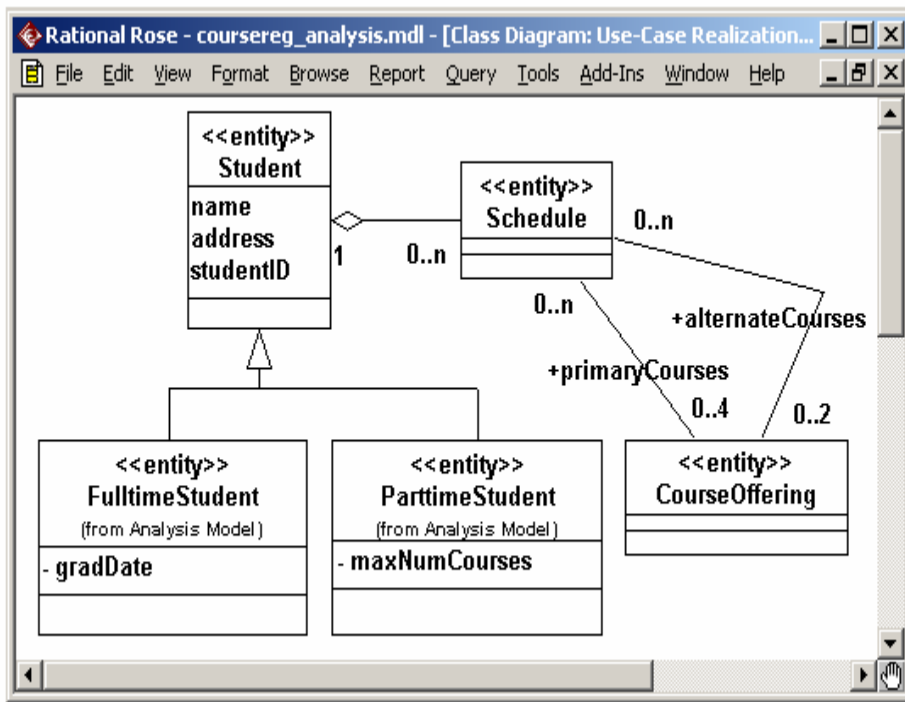 Rational Rose - coursereg_analysis.mdl - [Class Diagram: Use-Case Realization...
File Edit View Format Browse Report Query Tools Add-Ins Window Help
<<entity>>
Student
name
address
studentID
1
0..n
<<entity>>
Schedule
0..n
0..n
+alternateCourses
+primaryCourses
0..4
0..2
<<entity>>
FulltimeStudent
(from Analysis Model)
- gradDate
<<entity>>
ParttimeStudent
(from Analysis Model)
- maxNumCourses
<<entity>>
CourseOffering